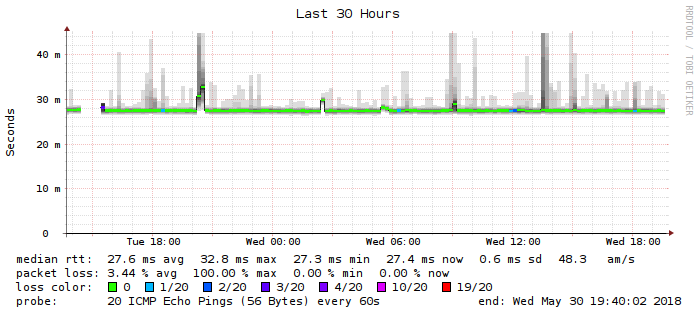 Last 30 Hours
RRDTOOL / TOBI OETIKER
Seconds
40 m
30 m
20 m
10 m
0
Tue 18:00 Wed 00:00 Wed 06:00 Wed 12:00 Wed 18:00
median rtt: 27.6 ms avg 32.8 ms max 27.3 ms min 27.4 ms now 0.6 ms sd 48.3 am/s
packet loss: 3.44 % avg 100.00 % max 0.00 % min 0.00 % now
loss color: 0 1/20 2/20 3/20 4/20 10/20 19/20
probe: 20 ICMP Echo Pings (56 Bytes) every 60s end: Wed May 30 19:40:02 2018